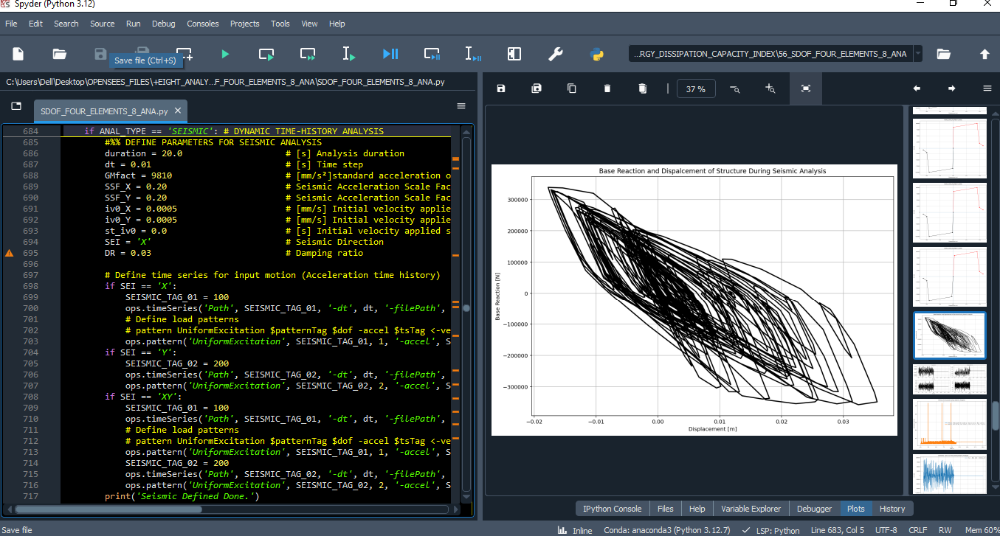 Spyder (Python 3.12)
File Edit Search Source Run Debug Consoles Projects Tools View Help
Save file (Ctrl+S)
...RGY_DISSIPATION_CAPACITY_INDEX\56_SDOF_FOUR_ELEMENTS_8_ANA
C:\Users\Dell\Desktop\OPENSEES_FILES\+EIGHT_ANALY...F_FOUR_ELEMENTS_8_ANA\SDOF_FOUR_ELEMENTS_8_ANA.py
37 %
SDOF_FOUR_ELEMENTS_8_ANA.py
684 if ANAL_TYPE == 'SEISMIC': # DYNAMIC TIME-HISTORY ANALYSIS
685 #%% DEFINE PARAMETERS FOR SEISMIC ANALYSIS
686 duration = 20.0 # [s] Analysis duration
687 dt = 0.01 # [s] Time step
688 GMfact = 9810 # [mm/s²]standard acceleration o
689 SSF_X = 0.20 # Seismic Acceleration Scale Fac
690 SSF_Y = 0.20 # Seismic Acceleration Scale Fac
691 iv0_X = 0.0005 # [mm/s] Initial velocity applie
692 iv0_Y = 0.0005 # [mm/s] Initial velocity applie
693 st_iv0 = 0.0 # [s] Initial velocity applied s
694 SEI = 'X' # Seismic Direction
695 DR = 0.03 # Damping ratio
696
697 # Define time series for input motion (Acceleration time history)
698 if SEI == 'X':
699 SEISMIC_TAG_01 = 100
700 ops.timeSeries('Path', SEISMIC_TAG_01, '-dt', dt, '-filePath',
701 # Define load patterns
702 # pattern UniformExcitation $patternTag $dof -accel $tsTag <-ve
703 ops.pattern('UniformExcitation', SEISMIC_TAG_01, 1, '-accel', S
704 if SEI == 'Y':
705 SEISMIC_TAG_02 = 200
706 ops.timeSeries('Path', SEISMIC_TAG_02, '-dt', dt, '-filePath',
707 ops.pattern('UniformExcitation', SEISMIC_TAG_02, 2, '-accel', S
708 if SEI == 'XY':
709 SEISMIC_TAG_01 = 100
710 ops.timeSeries('Path', SEISMIC_TAG_01, '-dt', dt, '-filePath',
711 # Define load patterns
712 # pattern UniformExcitation $patternTag $dof -accel $tsTag <-ve
713 ops.pattern('UniformExcitation', SEISMIC_TAG_01, 1, '-accel', S
714 SEISMIC_TAG_02 = 200
715 ops.timeSeries('Path', SEISMIC_TAG_02, '-dt', dt, '-filePath',
716 ops.pattern('UniformExcitation', SEISMIC_TAG_02, 2, '-accel', S
717 print('Seismic Defined Done.')
Base Reaction and Dispalcement of Structure During Seismic Analysis
Base Reaction [N]
300000
200000
100000
0
−100000
−200000
−300000
−0.02 −0.01 0.00 0.01 0.02 0.03
Displacement [m]
IPython Console Files Help Variable Explorer Debugger Plots History
Save file Inline Conda: anaconda3 (Python 3.12.7) LSP: Python Line 683, Col 5 UTF-8 CRLF RW Mem 60%